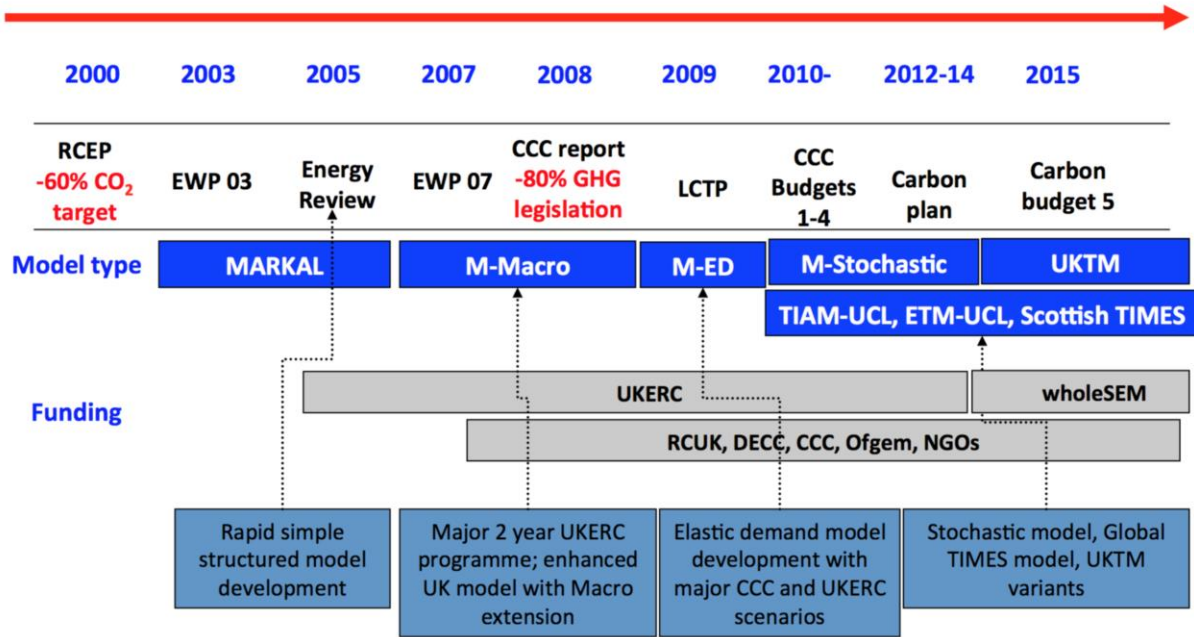 2000 2003 2005 2007 2008 2009 2010- 2012-14 2015
RCEP
-60% CO₂
target
EWP 03
Energy
Review
EWP 07
CCC report
-80% GHG
legislation
LCTP
CCC
Budgets
1-4
Carbon
plan
Carbon
budget 5
Model type
MARKAL
M-Macro
M-ED
M-Stochastic
UKTM
TIAM-UCL, ETM-UCL, Scottish TIMES
Funding
UKERC
wholeSEM
RCUK, DECC, CCC, Ofgem, NGOs
Rapid simple
structured model
development
Major 2 year UKERC
programme; enhanced
UK model with Macro
extension
Elastic demand model
development with
major CCC and UKERC
scenarios
Stochastic model, Global
TIMES model, UKTM
variants